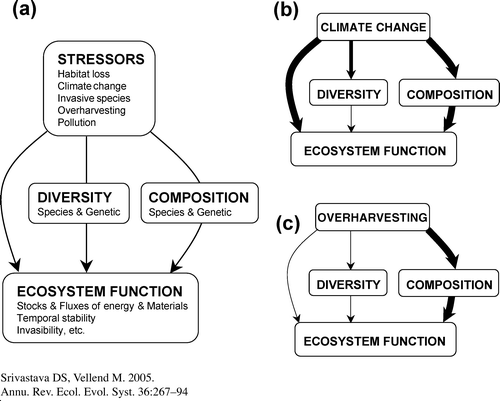 (a)
STRESSORS
Habitat loss
Climate change
Invasive species
Overharvesting
Pollution
DIVERSITY
Species & Genetic
COMPOSITION
Species & Genetic
ECOSYSTEM FUNCTION
Stocks & Fluxes of energy & Materials
Temporal stability
Invasibility, etc.
(b)
CLIMATE CHANGE
DIVERSITY
COMPOSITION
ECOSYSTEM FUNCTION
(c)
OVERHARVESTING
DIVERSITY
COMPOSITION
ECOSYSTEM FUNCTION
Srivastava DS, Vellend M. 2005.
Annu. Rev. Ecol. Evol. Syst. 36:267–94